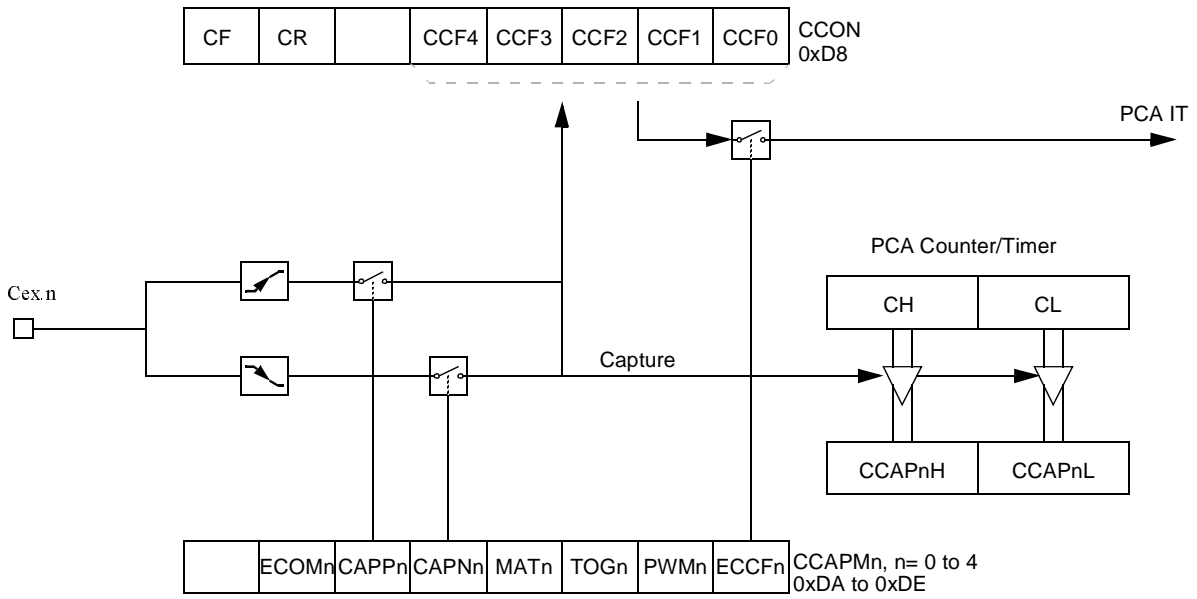 CF CR CCF4 CCF3 CCF2 CCF1 CCF0 CCON
0xD8
PCA IT
PCA Counter/Timer
Cex.n
CH CL
Capture
CCAPnH CCAPnL
ECOMn CAPPn CAPNn MATn TOGn PWMn ECCFn CCAPMn, n= 0 to 4
0xDA to 0xDE